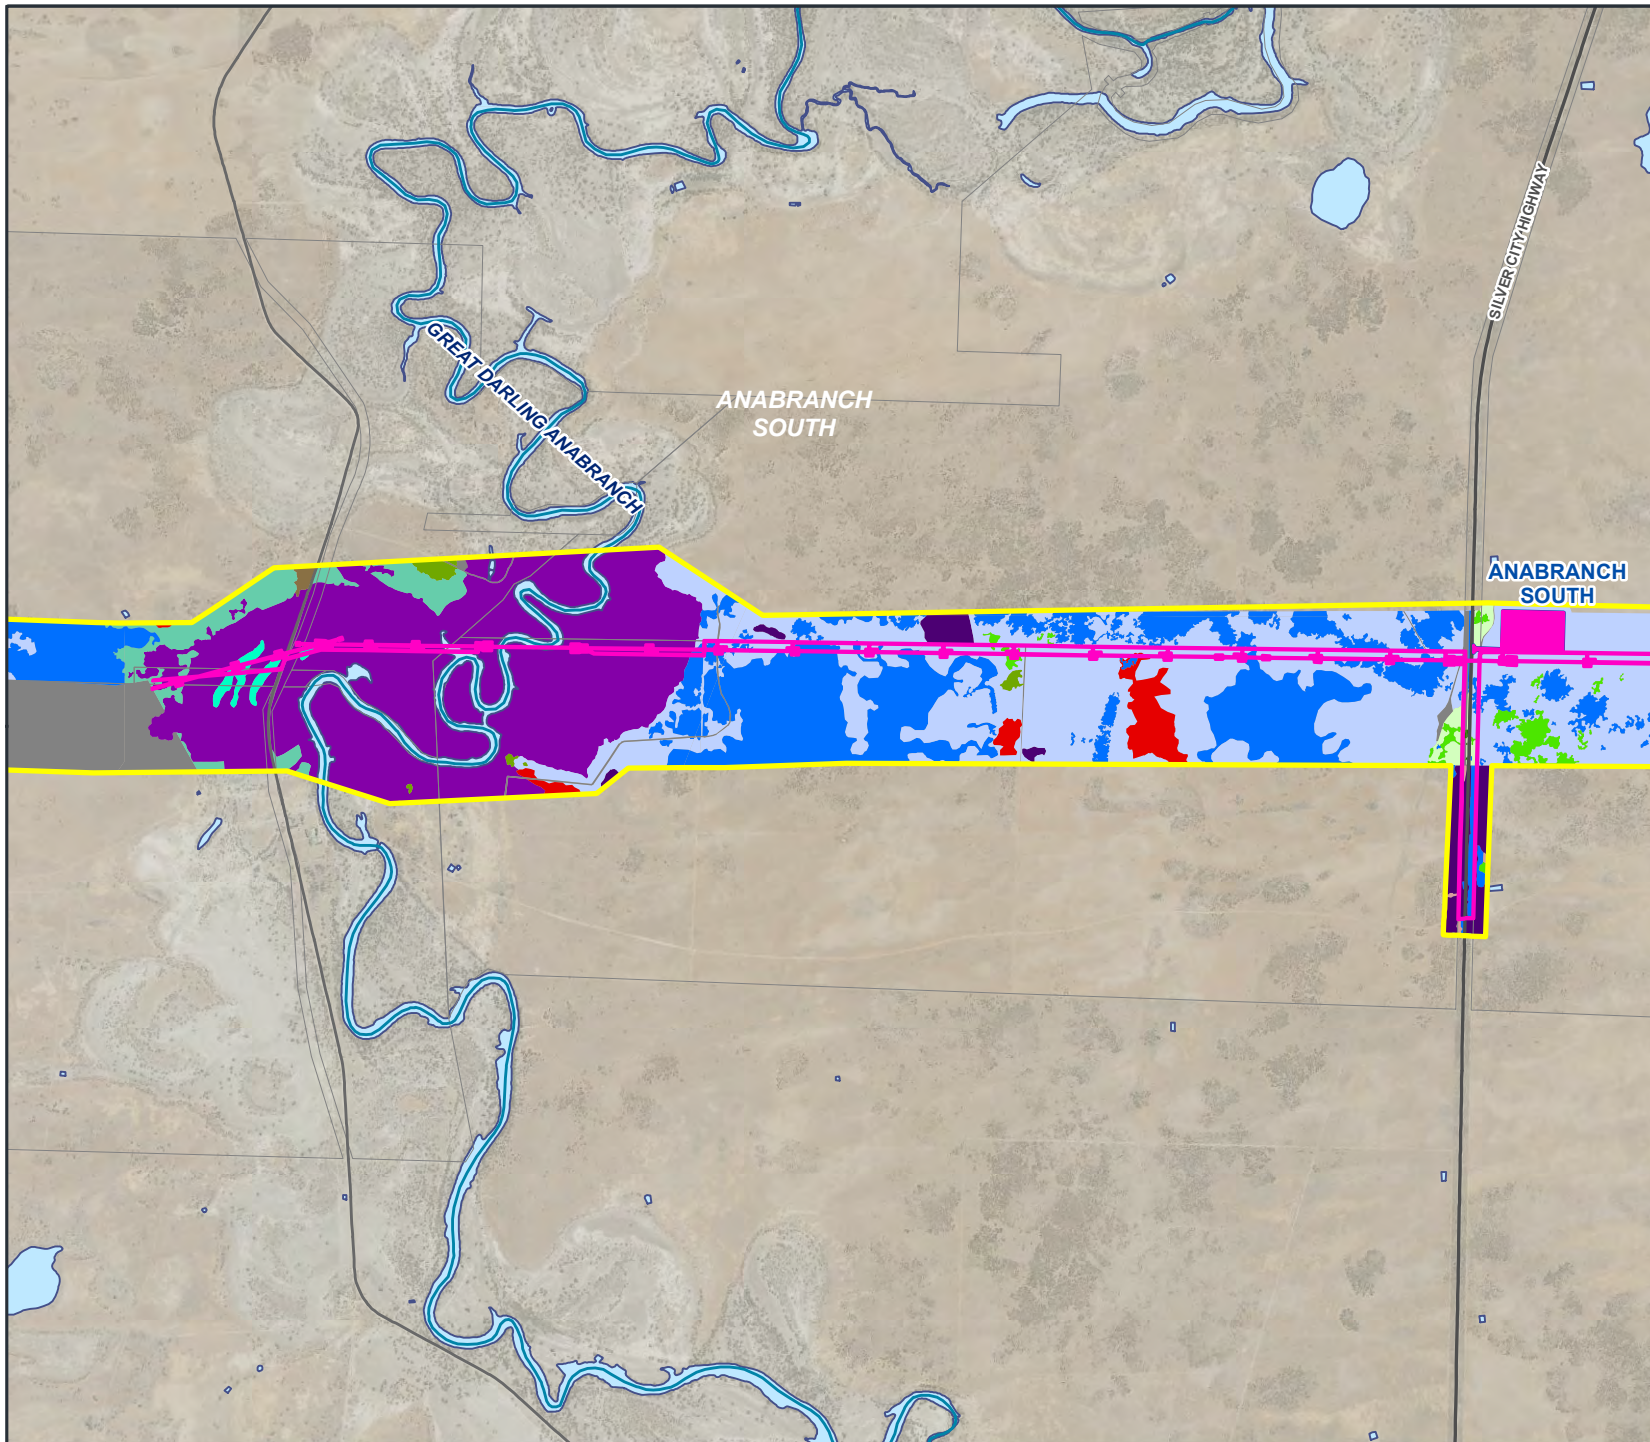 SILVER CITY HIGHWAY
GREAT DARLING ANABRANCH
ANABRANCH
SOUTH
ANABRANCH
SOUTH